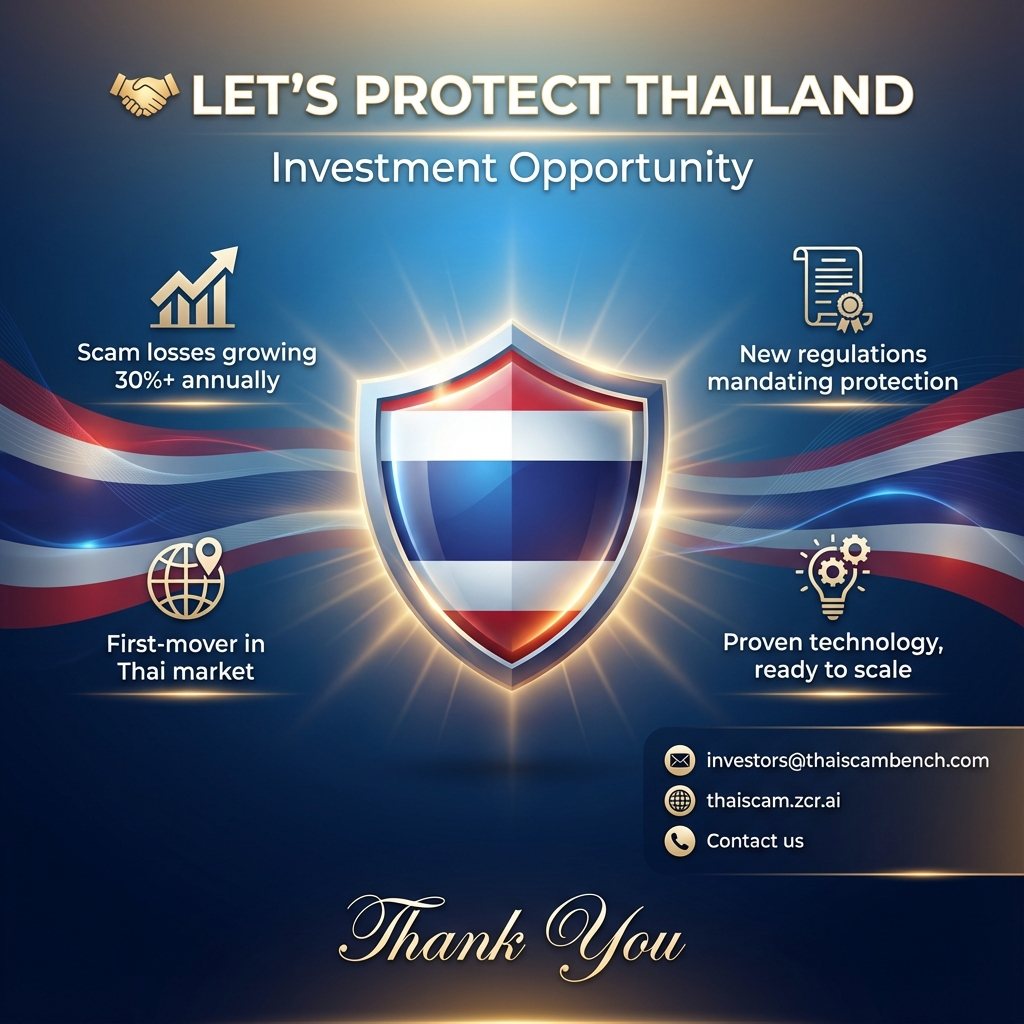 LET'S PROTECT THAILAND
Investment Opportunity
Scam losses growing
30%+ annually
New regulations
mandating protection
First-mover in
Thai market
Proven technology,
ready to scale
investors@thaiscambench.com
thaiscam.zcr.ai
Contact us
Thank You